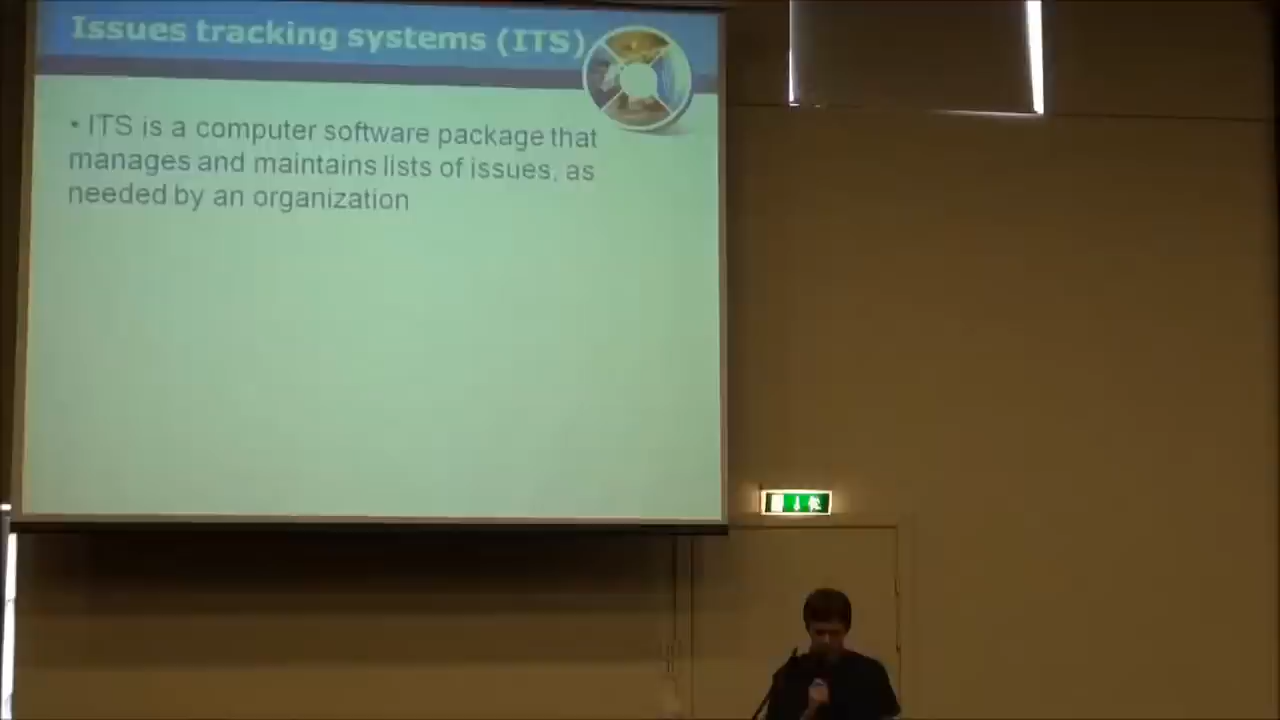 Issues tracking systems (ITS)
• ITS is a computer software package that
manages and maintains lists of issues, as
needed by an organization